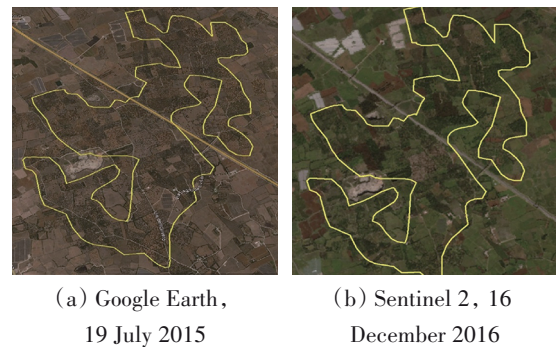 (a) Google Earth,
19 July 2015
(b) Sentinel 2, 16
December 2016